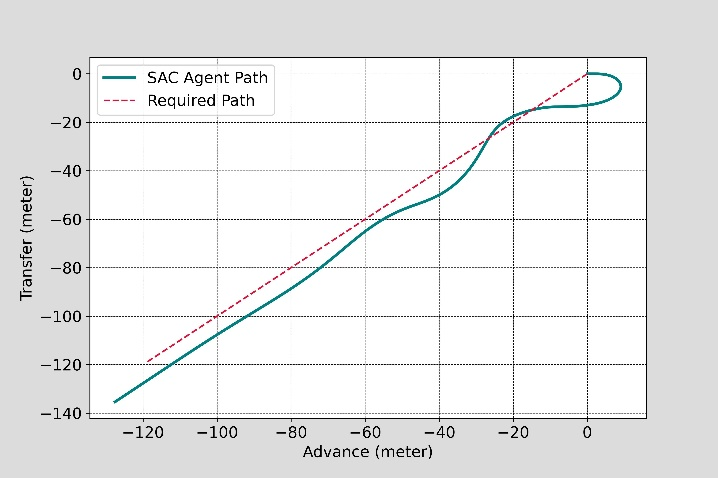 SAC Agent Path
Required Path
0
−20
−40
−60
−80
−100
−120
−140
Transfer (meter)
−120 −100 −80 −60 −40 −20 0
Advance (meter)